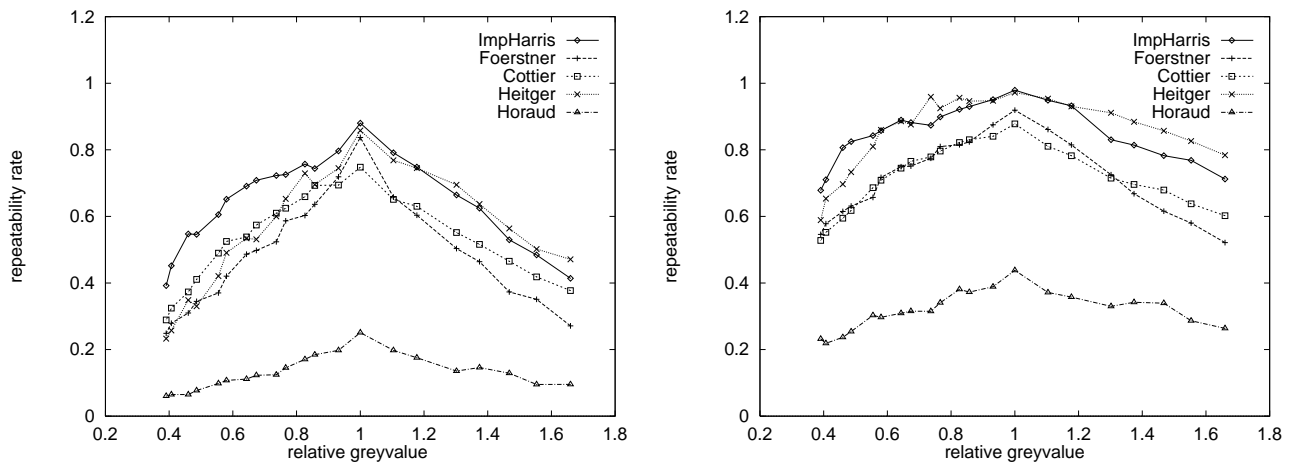 1.2
1
0.8
0.6
0.4
0.2
0
repeatability rate
ImpHarris
Foerstner
Cottier
Heitger
Horaud
0.2 0.4 0.6 0.8 1 1.2 1.4 1.6 1.8
relative greyvalue
1.2
1
0.8
0.6
0.4
0.2
0
repeatability rate
ImpHarris
Foerstner
Cottier
Heitger
Horaud
0.2 0.4 0.6 0.8 1 1.2 1.4 1.6 1.8
relative greyvalue